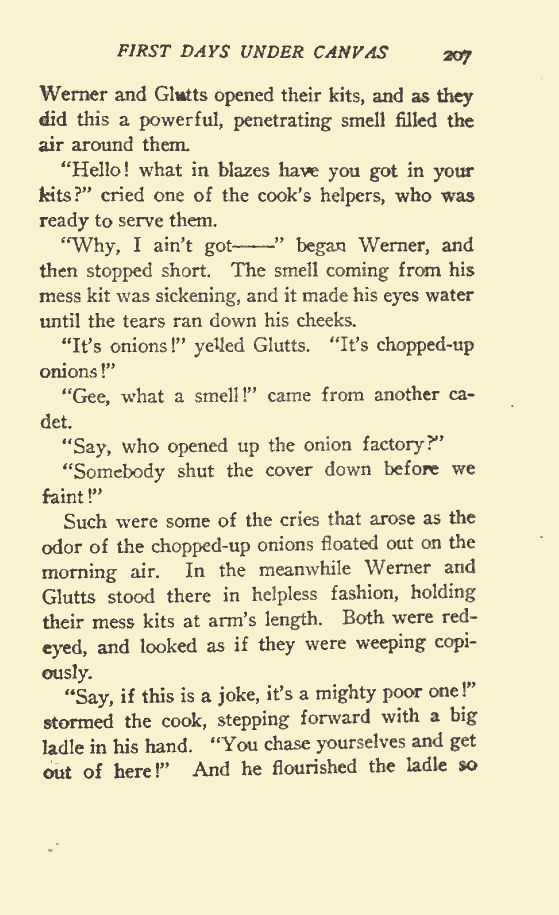 FIRST DAYS UNDER CANVAS 207
Werner and Glutts opened their kits, and as they
did this a powerful, penetrating smell filled the
air around them.
"Hello! what in blazes have you got in your
kits?" cried one of the cook's helpers, who was
ready to serve them.
"Why, I ain't got——" began Werner, and
then stopped short. The smell coming from his
mess kit was sickening, and it made his eyes water
until the tears ran down his cheeks.
"It's onions!" yelled Glutts. "It's chopped-up
onions!"
"Gee, what a smell!" came from another ca-
det.
"Say, who opened up the onion factory?"
"Somebody shut the cover down before we
faint!"
Such were some of the cries that arose as the
odor of the chopped-up onions floated out on the
morning air. In the meanwhile Werner and
Glutts stood there in helpless fashion, holding
their mess kits at arm's length. Both were red-
eyed, and looked as if they were weeping copi-
ously.
"Say, if this is a joke, it's a mighty poor one!"
stormed the cook, stepping forward with a big
ladle in his hand. "You chase yourselves and get
out of here!" And he flourished the ladle so